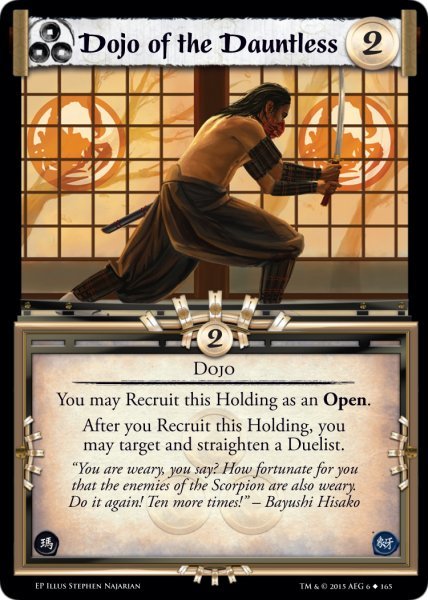 Dojo of the Dauntless
2
2
Dojo
You may Recruit this Holding as an Open.
After you Recruit this Holding, you
may target and straighten a Duelist.
“You are weary, you say? How fortunate for you
that the enemies of the Scorpion are also weary.
Do it again! Ten more times!” – Bayushi Hisako
EP Illus Stephen Najarian
TM & © 2015 AEG 6 ◆ 165